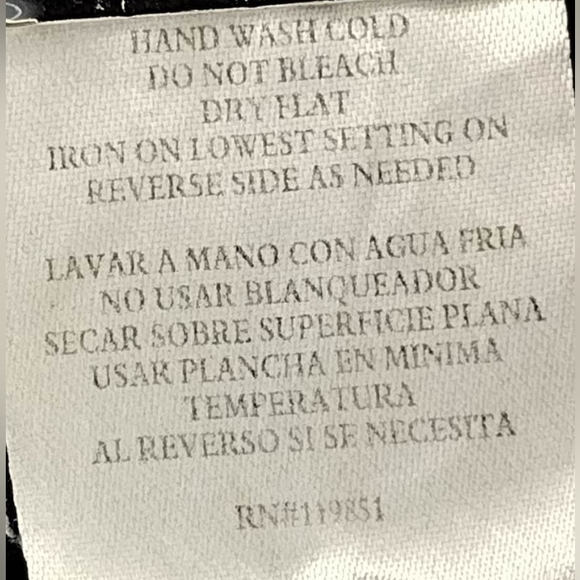 HAND WASH COLD
DO NOT BLEACH
DRY FLAT
IRON ON LOWEST SETTING ON
REVERSE SIDE AS NEEDED
LAVAR A MANO CON AGUA FRIA
NO USAR BLANQUEADOR
SECAR SOBRE SUPERFICIE PLANA
USAR PLANCHA EN MINIMA
TEMPERATURA
AL REVERSO SI SE NECESITA
RN#119851